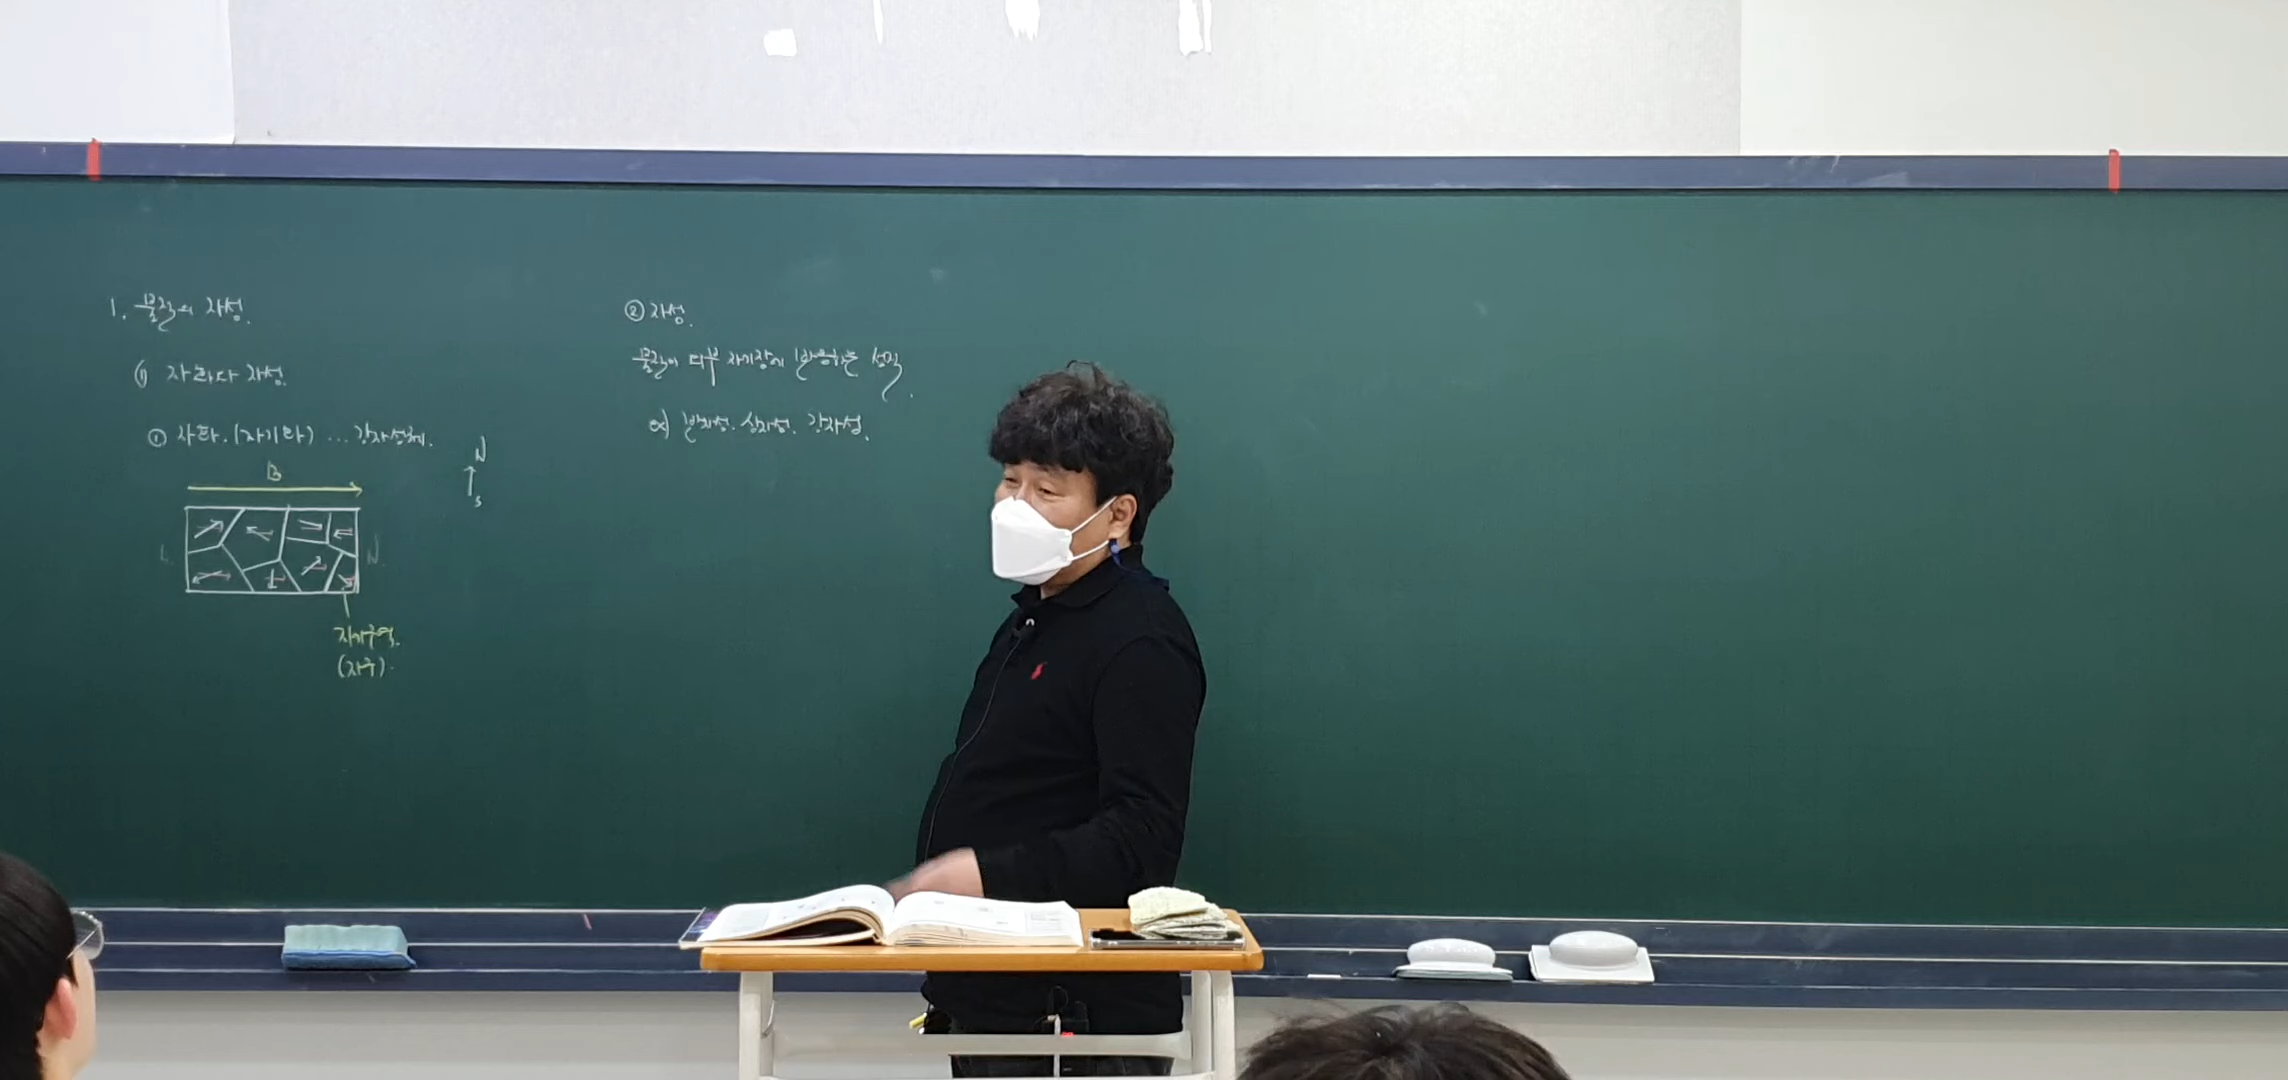 1. 물질의 자성.
(1) 자화와 자성.
① 자화. (자기화) ... 강자성체.
B
N
S
N
자기구역.
(자구).
② 자성.
물질이 외부 자기장에 반응하는 성질.
ex) 반자성. 상자성. 강자성.